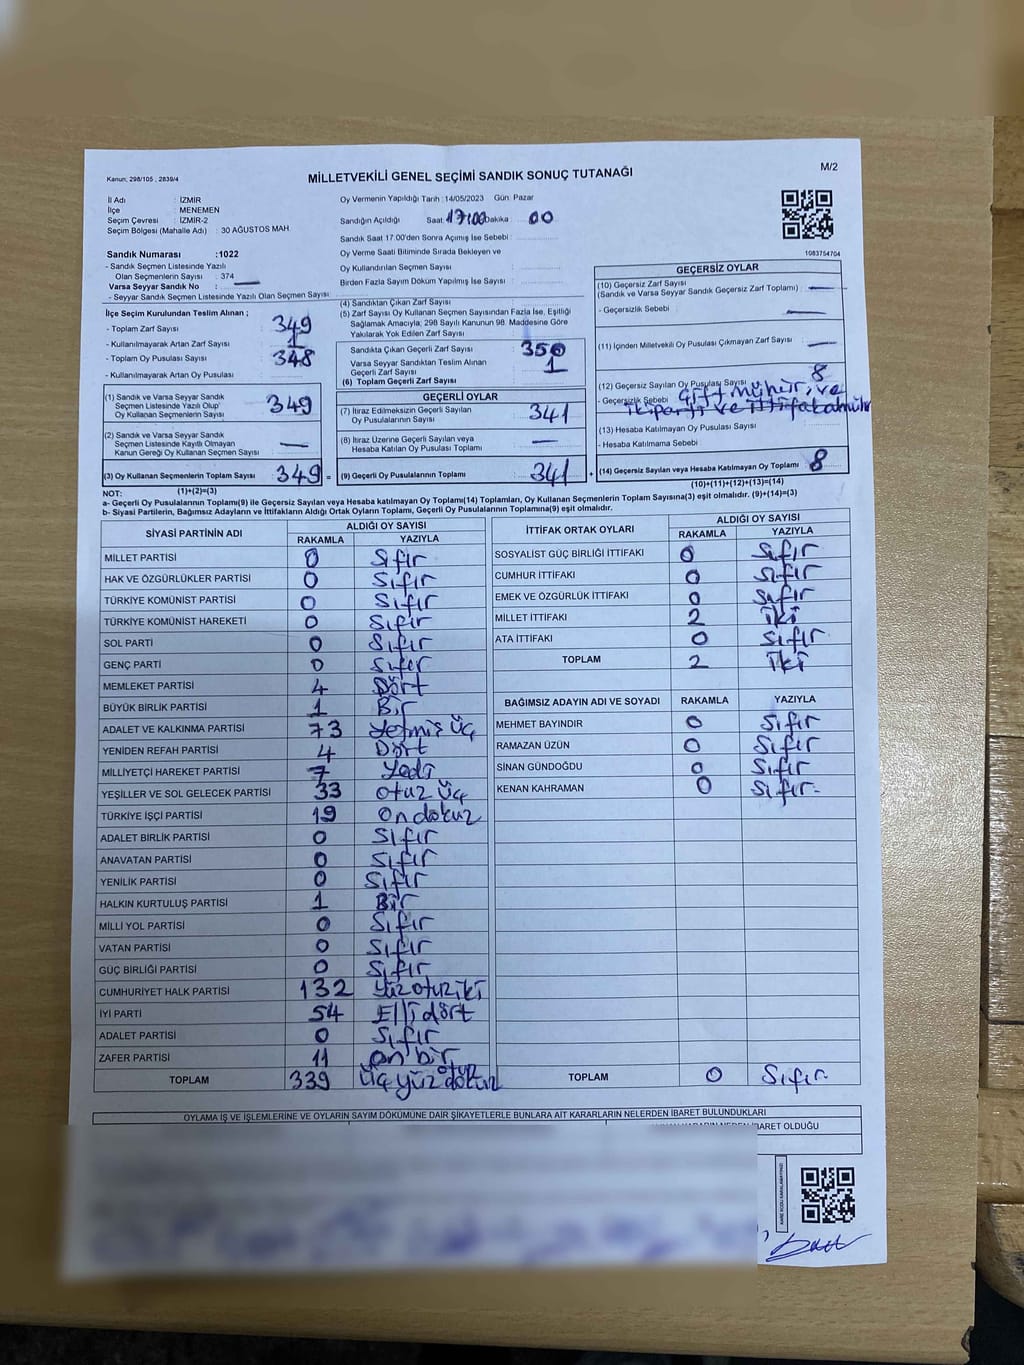 Kanun; 298/105 , 2839/4
MİLLETVEKİLİ GENEL SEÇİMİ SANDIK SONUÇ TUTANAĞI
M/2
İl Adı : İZMİR
İlçe : MENEMEN
Seçim Çevresi : İZMİR-2
Seçim Bölgesi (Mahalle Adı) : 30 AĞUSTOS MAH.
Oy Vermenin Yapıldığı Tarih : 14/05/2023 Gün: Pazar
Sandığın Açıldığı Saat: 17:00 Dakika : 00
Sandık Saat 17.00'den Sonra Açımış İse Sebebi :
Oy Verme Saati Bitiminde Sırada Bekleyen ve
Oy Kullandırılan Seçmen Sayısı :
Birden Fazla Sayım Döküm Yapılmış İse Sayısı :
1083754704
Sandık Numarası :1022
- Sandık Seçmen Listesinde Yazılı
Olan Seçmenlerin Sayısı : 374
Varsa Seyyar Sandık No : —
- Seyyar Sandık Seçmen Listesinde Yazılı Olan Seçmen Sayısı:
İlçe Seçim Kurulundan Teslim Alınan ;
- Toplam Zarf Sayısı : 349
- Kullanılmayarak Artan Zarf Sayısı : 1
- Toplam Oy Pusulası Sayısı : 348
- Kullanılmayarak Artan Oy Pusulası
(1) Sandık ve Varsa Seyyar Sandık
Seçmen Listesinde Yazılı Olup'
Oy Kullanan Seçmenlerin Sayısı 349
(2) Sandık ve Varsa Seyyar Sandık
Seçmen Listesinde Kayıtlı Olmayan
Kanun Gereği Oy Kullanan Seçmen Sayısı —
(3) Oy Kullanan Seçmenlerin Toplam Sayısı 349 =
(1)+(2)=(3)
(4) Sandıktan Çıkan Zarf Sayısı :
(5) Zarf Sayısı Oy Kullanan Seçmen Sayısından Fazla İse, Eşitliği
Sağlamak Amacıyla; 298 Sayılı Kanunun 98. Maddesine Göre
Yakılarak Yok Edilen Zarf Sayısı :
Sandıkta Çıkan Geçerli Zarf Sayısı : 350
Varsa Seyyar Sandıktan Teslim Alınan
Geçerli Zarf Sayısı : 1
(6) Toplam Geçerli Zarf Sayısı
GEÇERLİ OYLAR
(7) İtiraz Edilmeksizin Geçerli Sayılan
Oy Pusulalarının Sayısı 341
(8) İtiraz Üzerine Geçerli Sayılan veya
Hesaba Katılan Oy Pusulası Toplamı —
(9) Geçerli Oy Pusulalarının Toplamı 341 +
GEÇERSİZ OYLAR
(10) Geçersiz Zarf Sayısı
(Sandık ve Varsa Seyyar Sandık Geçersiz Zarf Toplamı) : —
- Geçersizlik Sebebi : —
(11) İçinden Milletvekili Oy Pusulası Çıkmayan Zarf Sayısı : —
(12) Geçersiz Sayılan Oy Pusulası Sayısı : 8
- Geçersizlik Sebebi : Çift mühür, ve
iki parti ve ittifaka mühür
(13) Hesaba Katılmayan Oy Pusulası Sayısı :
- Hesaba Katılmama Sebebi :
(14) Geçersiz Sayılan veya Hesaba Katılmayan Oy Toplamı 8
(10)+(11)+(12)+(13)=(14)
NOT:
a- Geçerli Oy Pusulalarının Toplamı(9) ile Geçersiz Sayılan veya Hesaba katılmayan Oy Toplamı(14) Toplamları, Oy Kullanan Seçmenlerin Toplam Sayısına(3) eşit olmalıdır. (9)+(14)=(3)
b- Siyasi Partilerin, Bağımsız Adayların ve İttifakların Aldığı Ortak Oyların Toplamı, Geçerli Oy Pusulalarının Toplamına(9) eşit olmalıdır.
SİYASİ PARTİNİN ADI ALDIĞI OY SAYISI
RAKAMLA YAZIYLA
MİLLET PARTİSİ 0 Sıfır
HAK VE ÖZGÜRLÜKLER PARTİSİ 0 Sıfır
TÜRKİYE KOMÜNİST PARTİSİ 0 Sıfır
TÜRKİYE KOMÜNİST HAREKETİ 0 Sıfır
SOL PARTİ 0 Sıfır
GENÇ PARTİ 0 Sıfır
MEMLEKET PARTİSİ 4 Dört
BÜYÜK BİRLİK PARTİSİ 1 Bir
ADALET VE KALKINMA PARTİSİ 73 Yetmiş üç
YENİDEN REFAH PARTİSİ 4 Dört
MİLLİYETÇİ HAREKET PARTİSİ 7 Yedi
YEŞİLLER VE SOL GELECEK PARTİSİ 33 otuz üç
TÜRKİYE İŞÇİ PARTİSİ 19 on dokuz
ADALET BİRLİK PARTİSİ 0 Sıfır
ANAVATAN PARTİSİ 0 Sıfır
YENİLİK PARTİSİ 0 Sıfır
HALKIN KURTULUŞ PARTİSİ 1 Bir
MİLLİ YOL PARTİSİ 0 Sıfır
VATAN PARTİSİ 0 Sıfır
GÜÇ BİRLİĞİ PARTİSİ 0 Sıfır
CUMHURİYET HALK PARTİSİ 132 Yüz otuz iki
İYİ PARTİ 54 Elli dört
ADALET PARTİSİ 0 Sıfır
ZAFER PARTİSİ 11 on bir
TOPLAM 339 üç yüz otuz dokuz
İTTİFAK ORTAK OYLARI ALDIĞI OY SAYISI
RAKAMLA YAZIYLA
SOSYALİST GÜÇ BİRLİĞİ İTTİFAKI 0 Sıfır
CUMHUR İTTİFAKI 0 Sıfır
EMEK VE ÖZGÜRLÜK İTTİFAKI 0 Sıfır
MİLLET İTTİFAKI 2 iki
ATA İTTİFAKI 0 Sıfır
TOPLAM 2 iki
BAĞIMSIZ ADAYIN ADI VE SOYADI RAKAMLA YAZIYLA
MEHMET BAYINDIR 0 Sıfır
RAMAZAN ÜZÜN 0 Sıfır
SİNAN GÜNDOĞDU 0 Sıfır
KENAN KAHRAMAN 0 Sıfır
TOPLAM 0 Sıfır
OYLAMA İŞ VE İŞLEMLERİNE VE OYLARIN SAYIM DÖKÜMÜNE DAİR ŞİKAYETLERLE BUNLARA AİT KARARLARIN NELERDEN İBARET BULUNDUKLARI
İBARET OLDUĞU